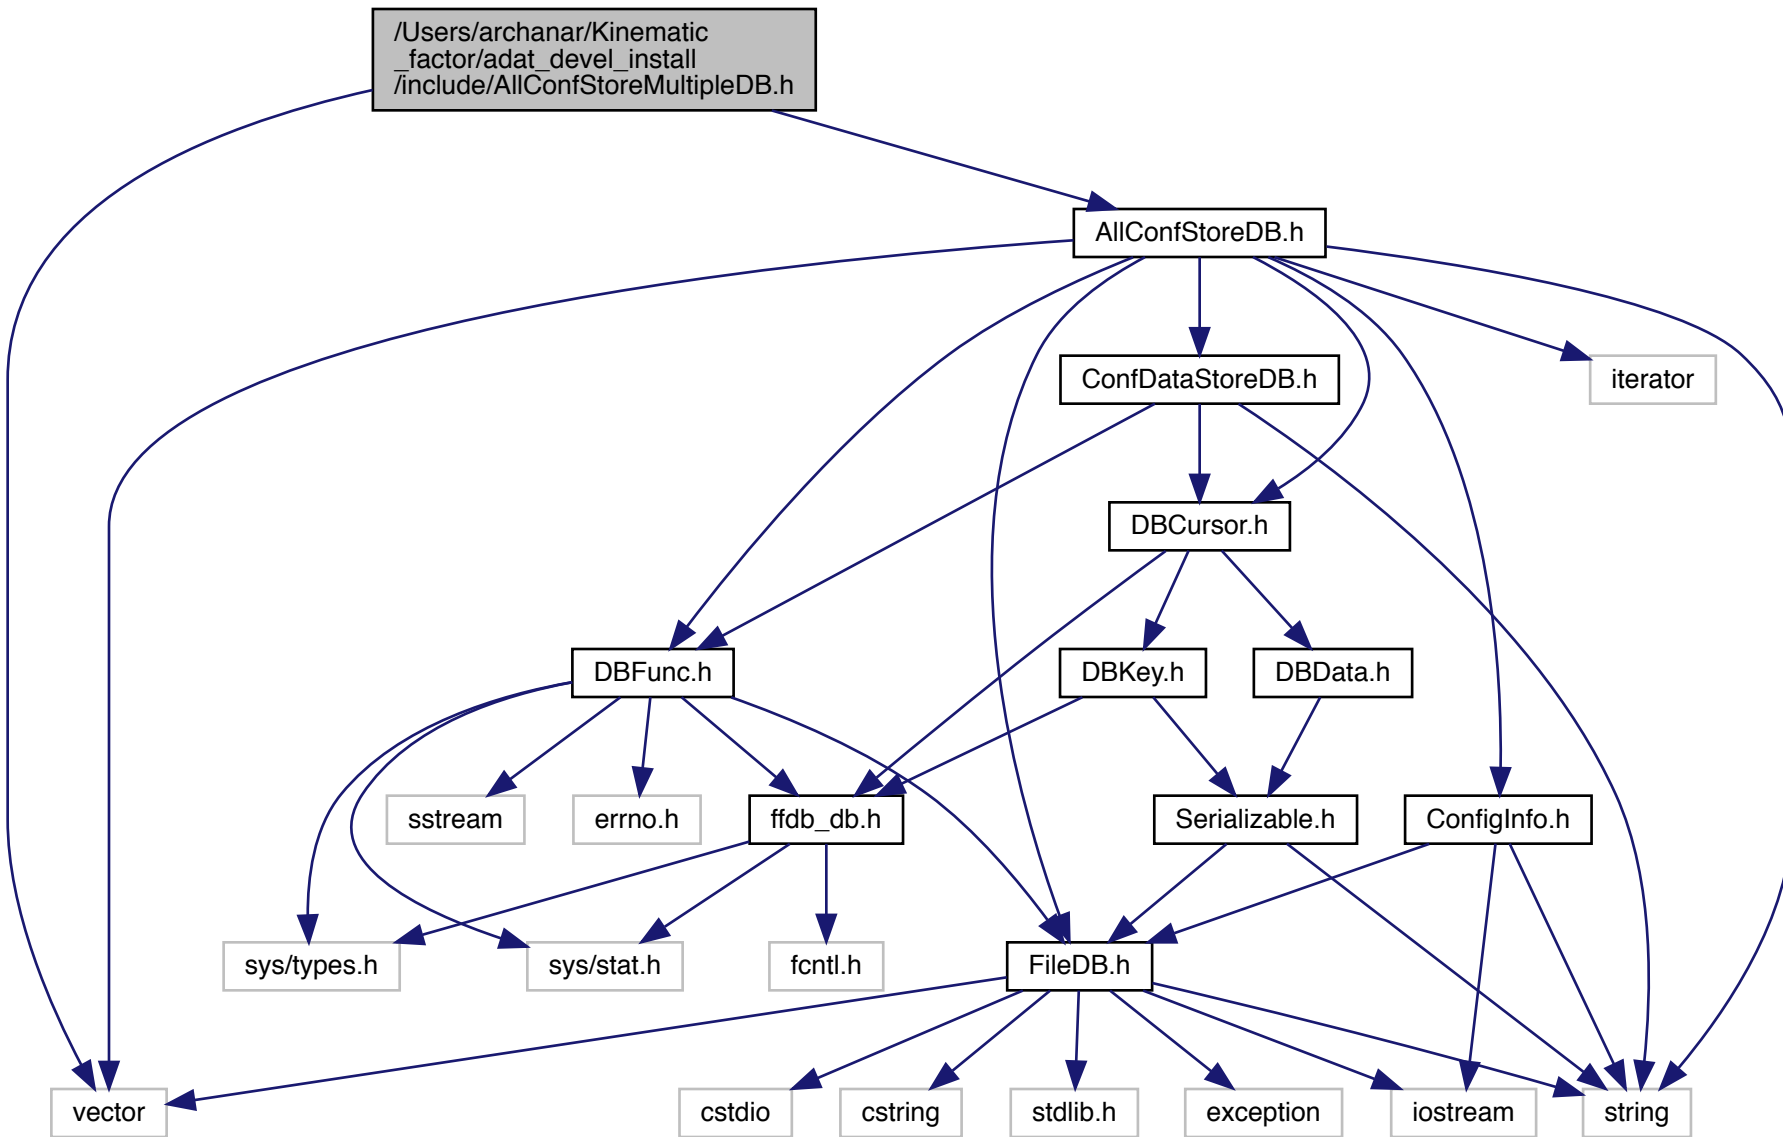 /Users/archanar/Kinematic
_factor/adat_devel_install
/include/AllConfStoreMultipleDB.h
AllConfStoreDB.h
ConfDataStoreDB.h
iterator
DBCursor.h
DBFunc.h
DBKey.h
DBData.h
sstream
errno.h
ffdb_db.h
Serializable.h
ConfigInfo.h
sys/types.h
sys/stat.h
fcntl.h
FileDB.h
vector
cstdio
cstring
stdlib.h
exception
iostream
string